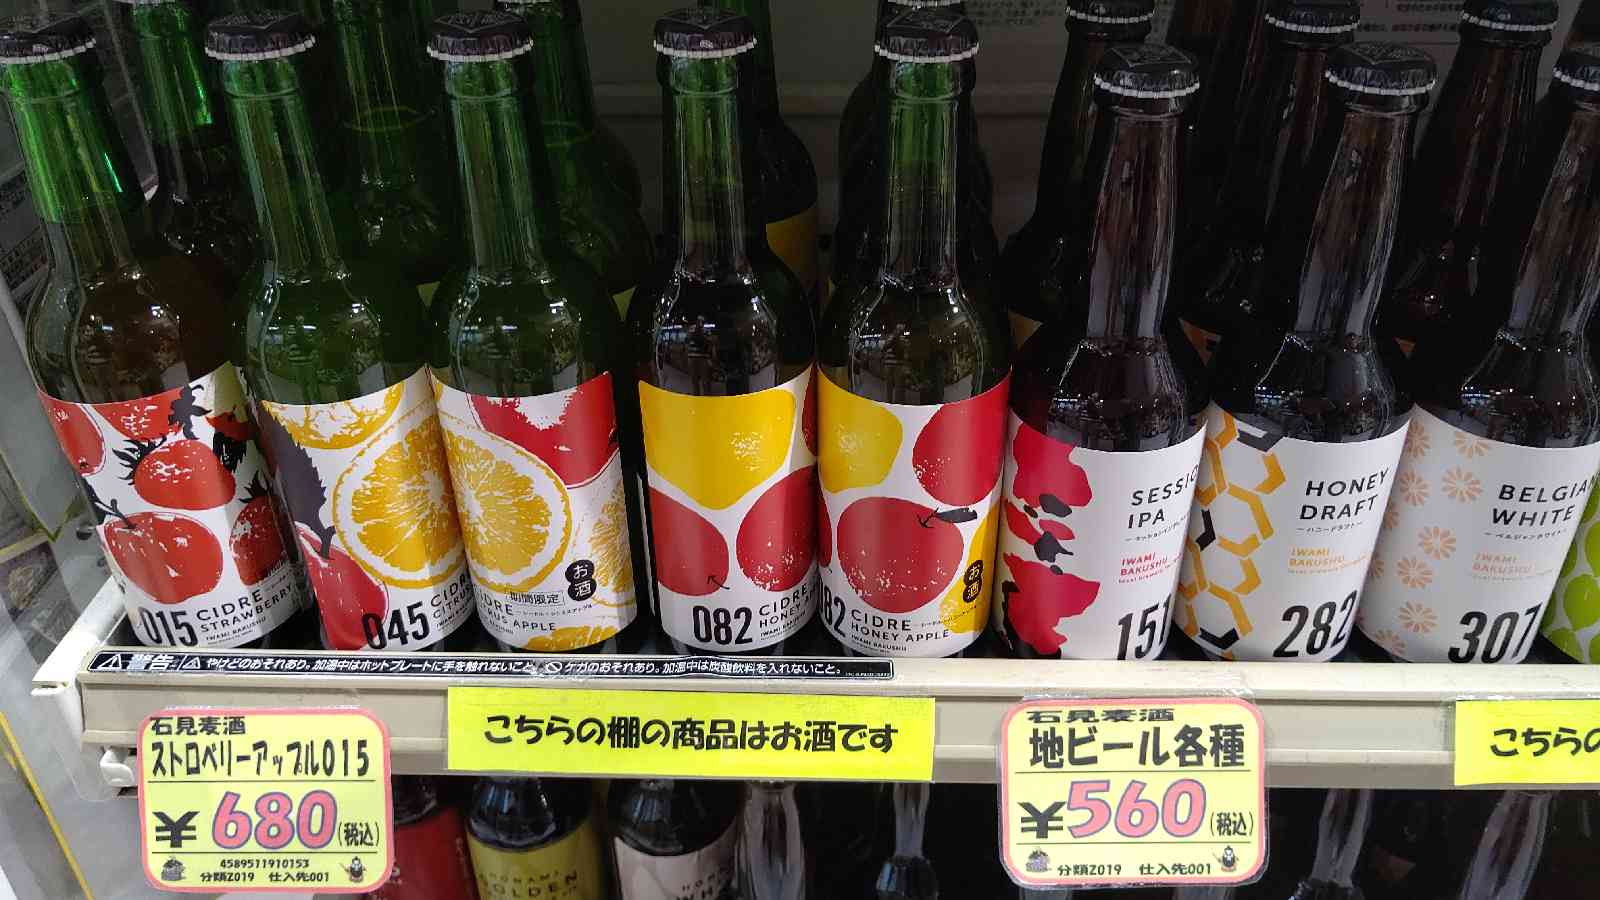 015 CIDRE
STRAWBERRY
IWAMI BAKUSHU
045
期間限定
お酒
CITRUS APPLE
082 CIDRE
HONEY
IWAMI BAKUSHU
82 CIDRE
HONEY APPLE
IWAMI BAKUSHU
お酒
SESSION
IPA
IWAMI
BAKUSHU
151
HONEY
DRAFT
ハニードラフト
IWAMI
BAKUSHU
282
BELGIAN
WHITE
ベルジャンホワイト
IWAMI
BAKUSHU
307
警告 やけどのおそれあり。加温中はホットプレートに手を触れないこと。 ケガのおそれあり。加温中は炭酸飲料を入れないこと。
石見麦酒
ストロベリーアップル015
¥680(税込)
4589511910153
分類Z019 仕入先001
こちらの棚の商品はお酒です
石見麦酒
地ビール各種
¥560(税込)
分類Z019 仕入先001
こちらの